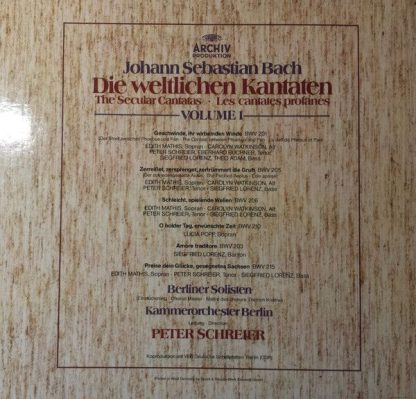 ARCHIV
PRODUKTION
Johann Sebastian Bach
Die weltlichen Kantaten
The Secular Cantatas · Les cantates profanes
VOLUME I
Geschwinde, ihr wirbelnden Winde BWV 201
EDITH MATHIS, Sopran · CAROLYN WATKINSON, Alt
PETER SCHREIER, EBERHARD BÜCHNER, Tenor
SIEGFRIED LORENZ, THEO ADAM, Bass
Zerreißet, zersprenget, zertrümmert die Gruft BWV 205
EDITH MATHIS, Sopran · CAROLYN WATKINSON, Alt
PETER SCHREIER, Tenor · SIEGFRIED LORENZ, Bass
Schleicht, spielende Wellen BWV 206
EDITH MATHIS, Sopran · CAROLYN WATKINSON, Alt
PETER SCHREIER, Tenor · SIEGFRIED LORENZ, Bass
O holder Tag, erwünschte Zeit BWV 210
LUCIA POPP, Sopran
Amore traditore BWV 203
SIEGFRIED LORENZ, Bass
Preise dein Glücke, gesegnetes Sachsen BWV 215
EDITH MATHIS, Sopran · PETER SCHREIER, Tenor · SIEGFRIED LORENZ, Bass
Berliner Solisten
Kammerorchester Berlin
PETER SCHREIER